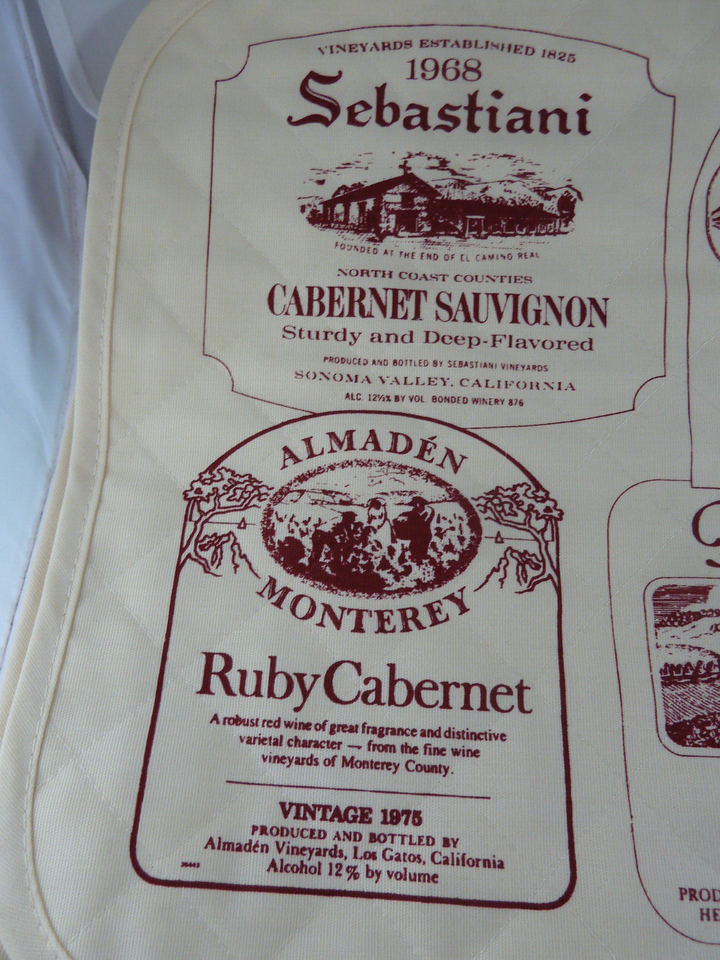 VINEYARDS ESTABLISHED 1825
1968
Sebastiani
FOUNDED AT THE END OF EL CAMINO REAL
NORTH COAST COUNTIES
CABERNET SAUVIGNON
Sturdy and Deep-Flavored
PRODUCED AND BOTTLED BY SEBASTIANI VINEYARDS
SONOMA VALLEY, CALIFORNIA
ALC. 12½% BY VOL. BONDED WINERY 876
ALMADÉN
MONTEREY
Ruby Cabernet
A robust red wine of great fragrance and distinctive
varietal character — from the fine wine
vineyards of Monterey County.
VINTAGE 1975
PRODUCED AND BOTTLED BY
Almadén Vineyards, Los Gatos, California
Alcohol 12% by volume
PROD
HE